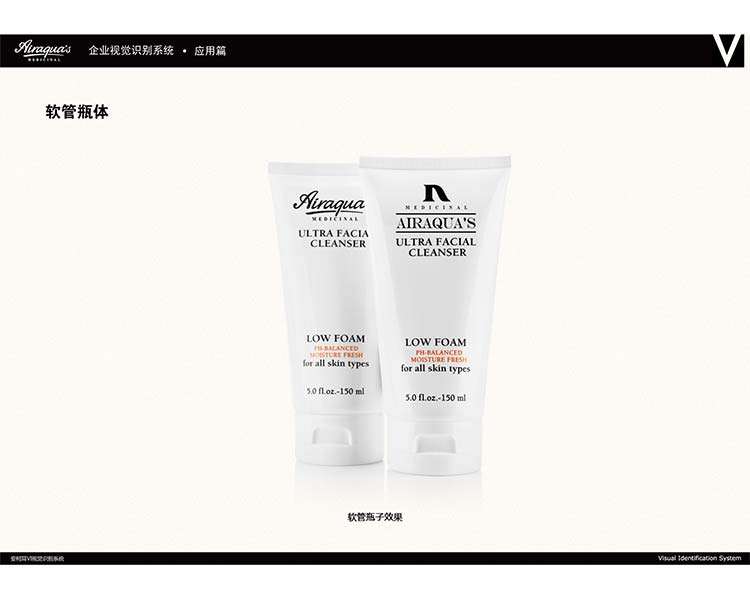 Airaqua's
MEDICINAL
企业视觉识别系统 • 应用篇
V
软管瓶体
Airaqua
MEDICINAL
ULTRA FACIA
CLEANSER
LOW FOAM
PH-BALANCED
MOISTURE FRESH
for all skin types
5.0 fl.oz.-150 ml
MEDICINAL
AIRAQUA'S
ULTRA FACIAL
CLEANSER
LOW FOAM
PH-BALANCED
MOISTURE FRESH
for all skin types
5.0 fl.oz.-150 ml
软管瓶子效果
Visual Identification System